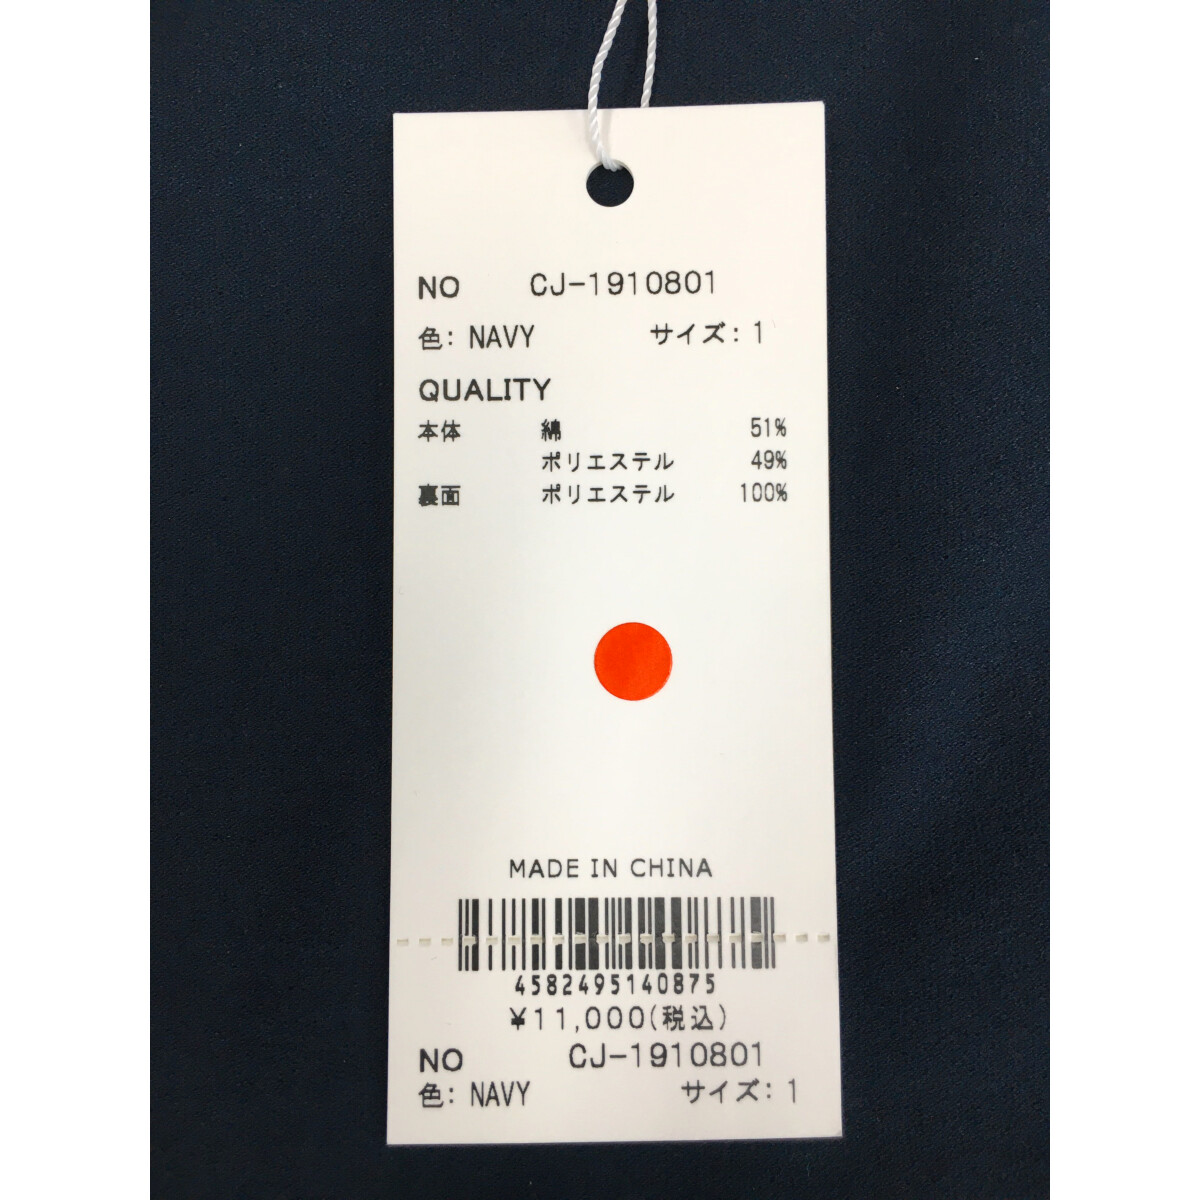 NO CJ-1910801
色: NAVY サイズ: 1
QUALITY
本体 綿 51%
ポリエステル 49%
裏面 ポリエステル 100%
MADE IN CHINA
4582495140875
¥11,000(税込)
NO CJ-1910801
色: NAVY サイズ: 1